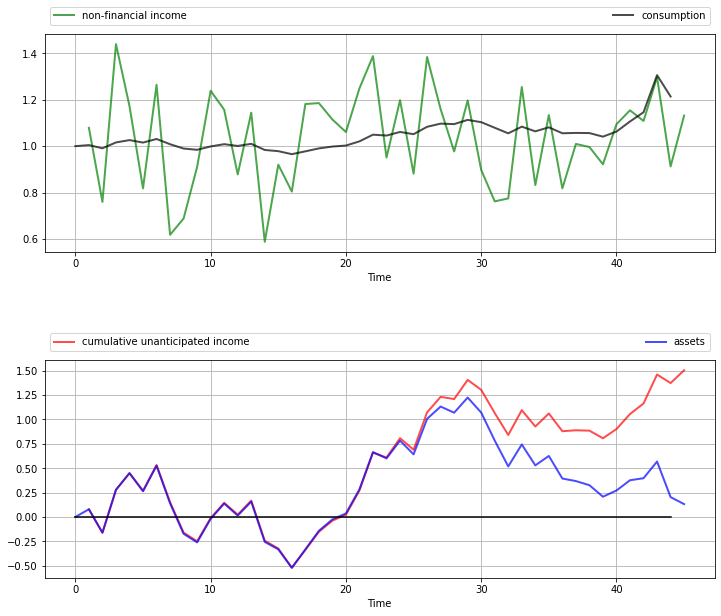 non-financial income consumption
1.4
1.2
1.0
0.8
0.6
0 10 20 30 40
Time
cumulative unanticipated income assets
1.50
1.25
1.00
0.75
0.50
0.25
0.00
−0.25
−0.50
0 10 20 30 40
Time